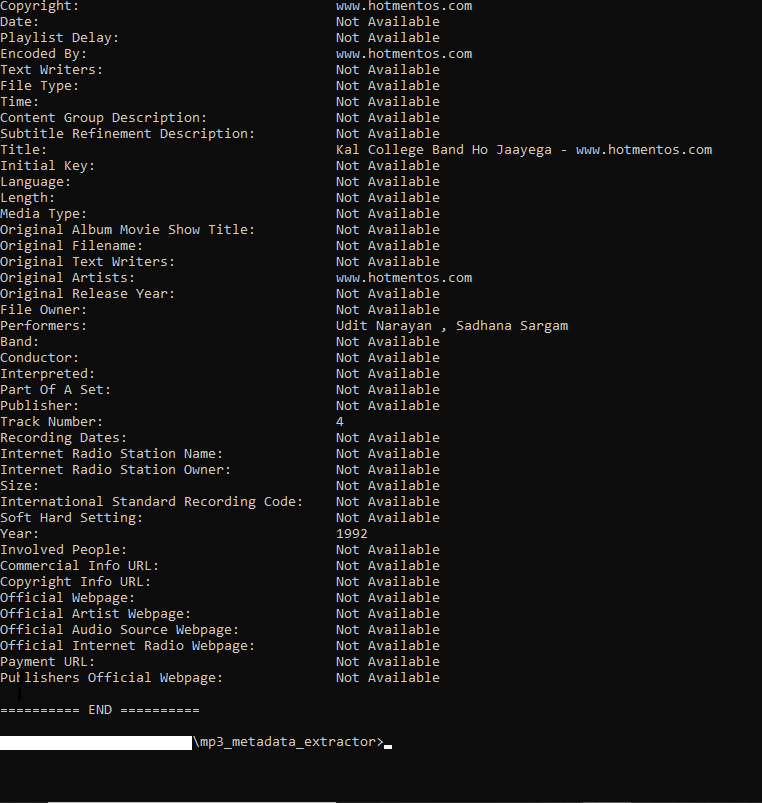 Copyright: www.hotmentos.com
Date: Not Available
Playlist Delay: Not Available
Encoded By: www.hotmentos.com
Text Writers: Not Available
File Type: Not Available
Time: Not Available
Content Group Description: Not Available
Subtitle Refinement Description: Not Available
Title: Kal College Band Ho Jaayega - www.hotmentos.com
Initial Key: Not Available
Language: Not Available
Length: Not Available
Media Type: Not Available
Original Album Movie Show Title: Not Available
Original Filename: Not Available
Original Text Writers: Not Available
Original Artists: www.hotmentos.com
Original Release Year: Not Available
File Owner: Not Available
Performers: Udit Narayan , Sadhana Sargam
Band: Not Available
Conductor: Not Available
Interpreted: Not Available
Part Of A Set: Not Available
Publisher: Not Available
Track Number: 4
Recording Dates: Not Available
Internet Radio Station Name: Not Available
Internet Radio Station Owner: Not Available
Size: Not Available
International Standard Recording Code: Not Available
Soft Hard Setting: Not Available
Year: 1992
Involved People: Not Available
Commercial Info URL: Not Available
Copyright Info URL: Not Available
Official Webpage: Not Available
Official Artist Webpage: Not Available
Official Audio Source Webpage: Not Available
Official Internet Radio Webpage: Not Available
Payment URL: Not Available
Publishers Official Webpage: Not Available
========== END ==========
\mp3_metadata_extractor>